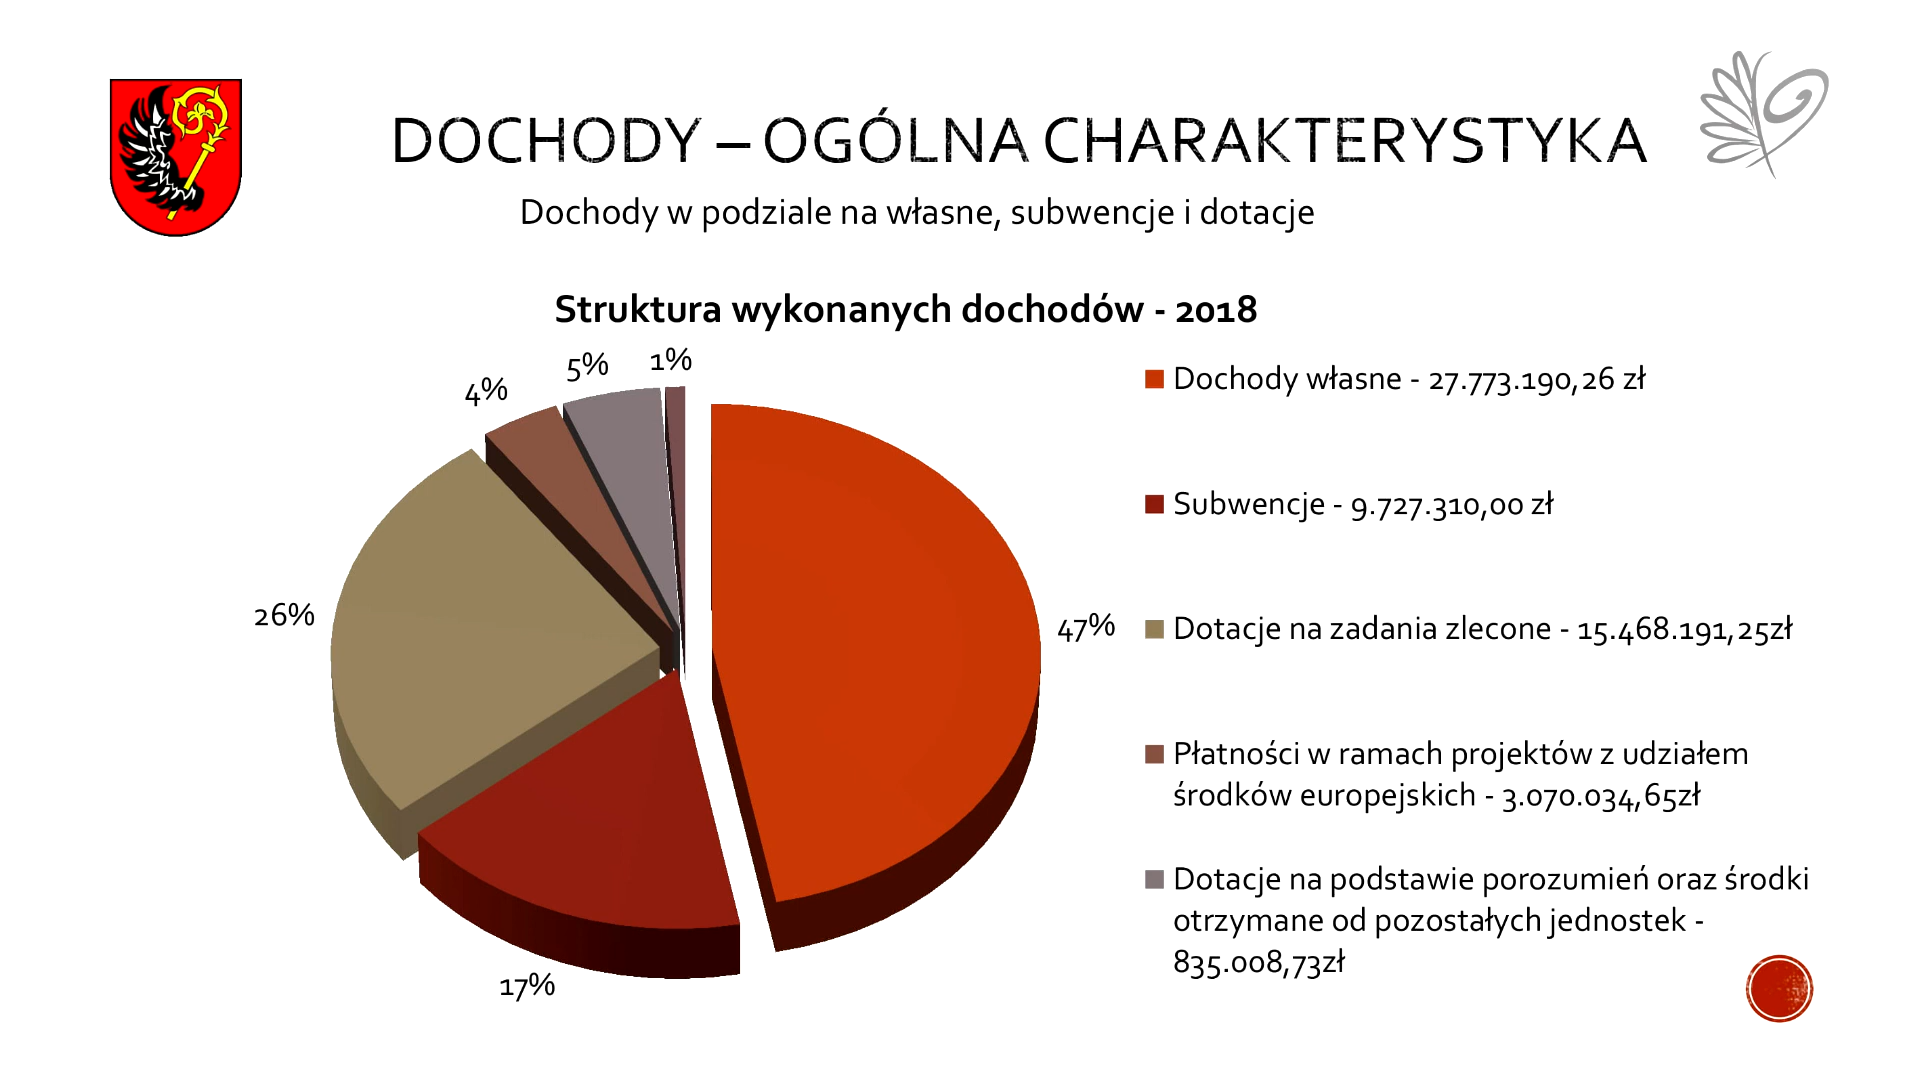 DOCHODY – OGÓLNA CHARAKTERYSTYKA
Dochody w podziale na własne, subwencje i dotacje
Struktura wykonanych dochodów - 2018
4%
5%
1%
26%
47%
17%
Dochody własne - 27.773.190,26 zł
Subwencje - 9.727.310,00 zł
Dotacje na zadania zlecone - 15.468.191,25zł
Płatności w ramach projektów z udziałem
środków europejskich - 3.070.034,65zł
Dotacje na podstawie porozumień oraz środki
otrzymane od pozostałych jednostek -
835.008,73zł